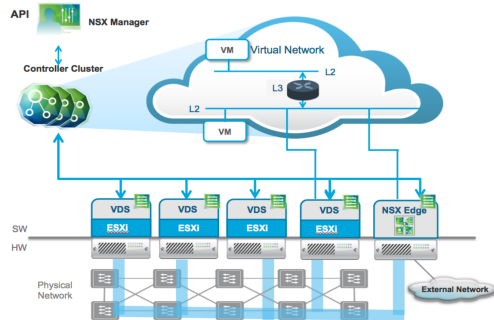 API
NSX Manager
Controller Cluster
VM
Virtual Network
L2
L3
L2
VM
VDS
VDS
VDS
VDS
NSX Edge
ESXi
ESXi
ESXi
ESXi
SW
HW
Physical
Network
External Network